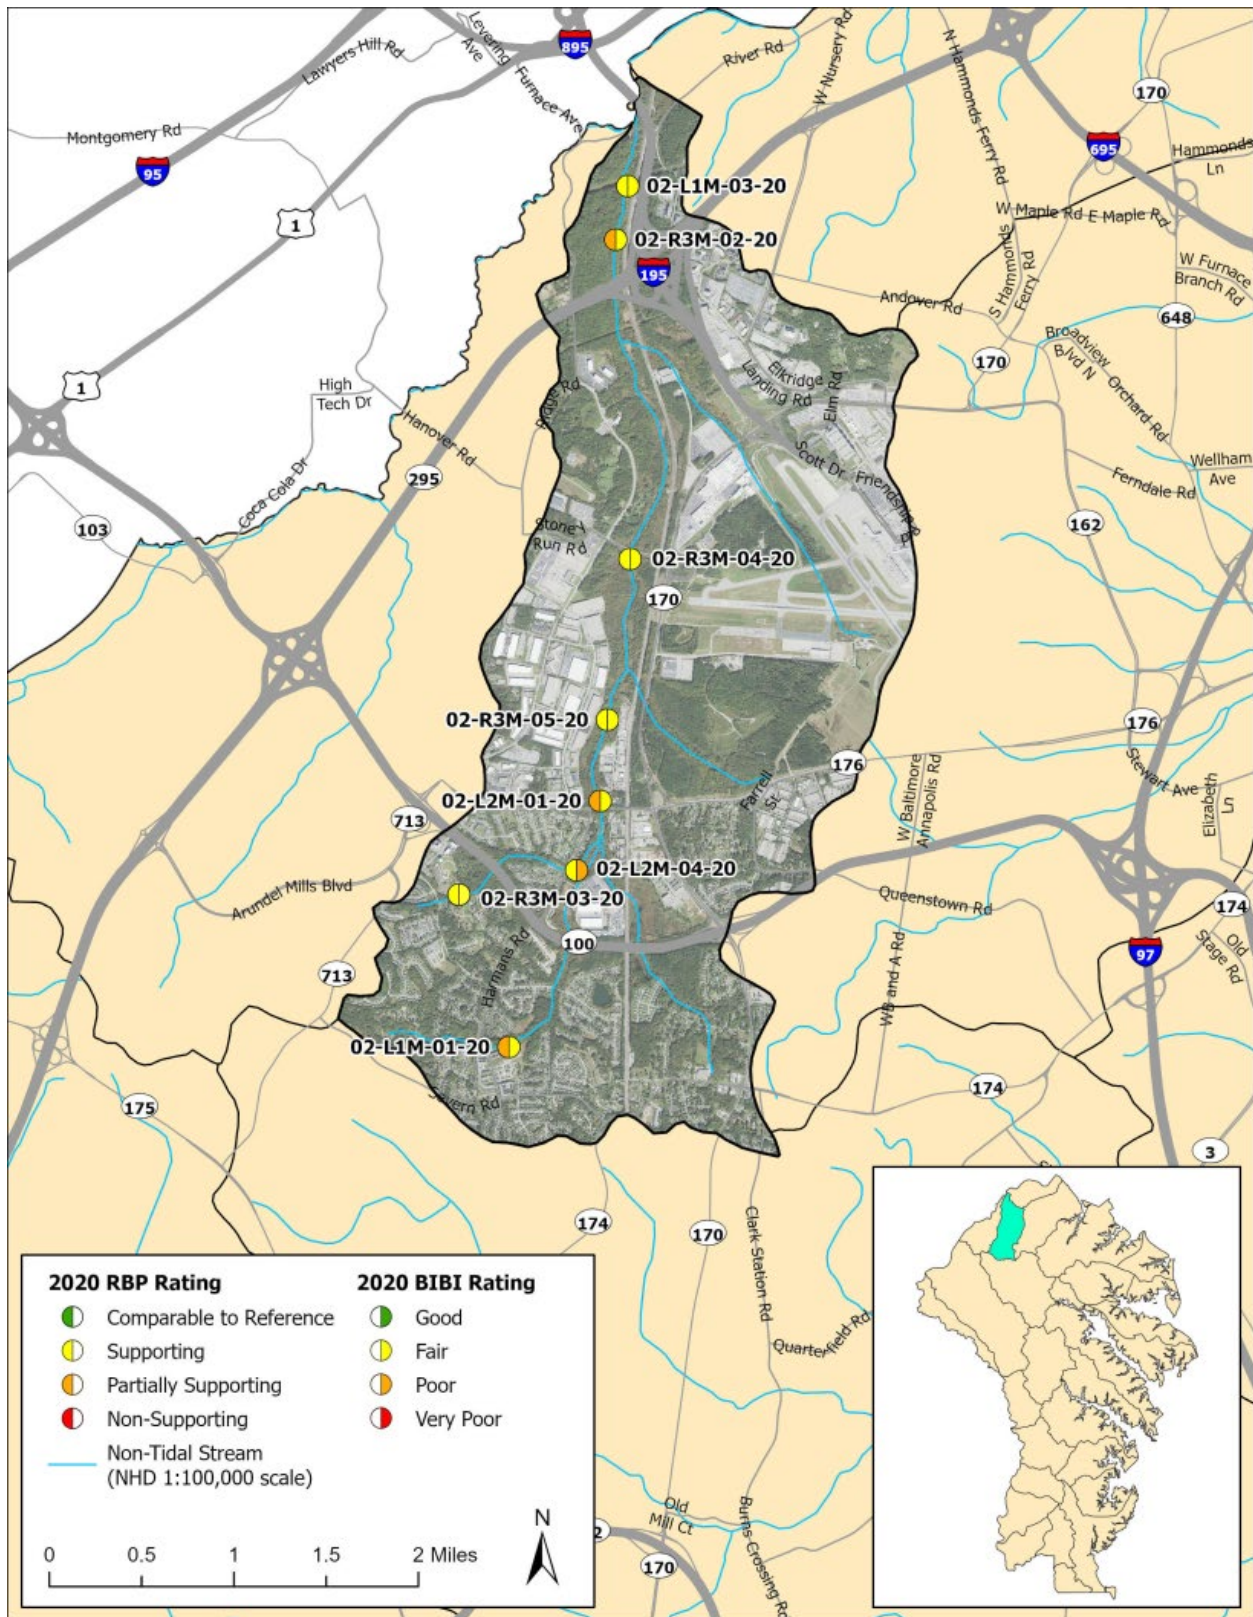 895
Levering
Ave
Lawyers Hill Rd
Furnace Ave
River Rd
W Nursery Rd
N Hammonds Ferry Rd
170
Montgomery Rd
95
695
Hammonds
Ln
02-L1M-03-20
1
W Maple Rd
E Maple Rd
02-R3M-02-20
195
S Hammonds
Ferry Rd
W Furnace
Branch Rd
Andover Rd
648
Broadview
Blvd N
170
1
High
Tech Dr
Elkridge
Landing Rd
Elm Rd
Orchard Rd
Ridge Rd
Hanover Rd
Scott Dr
Wellham
Ave
295
Friendship
Ferndale Rd
Coca Cola Dr
103
162
Stoney
Run Rd
02-R3M-04-20
170
02-R3M-05-20
176
176
Stewart Ave
Farrell
St
W Baltimore
Annapolis Rd
Elizabeth
Ln
02-L2M-01-20
713
02-L2M-04-20
Arundel Mills Blvd
02-R3M-03-20
Queenstown Rd
174
Old
Stage Rd
100
Harmans Rd
97
713
WB and A Rd
02-L1M-01-20
174
175
Severn Rd
3
174
170
Clark Station Rd
Quarterfield Rd
2020 RBP Rating
Comparable to Reference
Supporting
Partially Supporting
Non-Supporting
Non-Tidal Stream
(NHD 1:100,000 scale)
2020 BIBI Rating
Good
Fair
Poor
Very Poor
N
0 0.5 1 1.5 2 Miles
Old
Mill Ct
Burns Crossing Rd
2
170